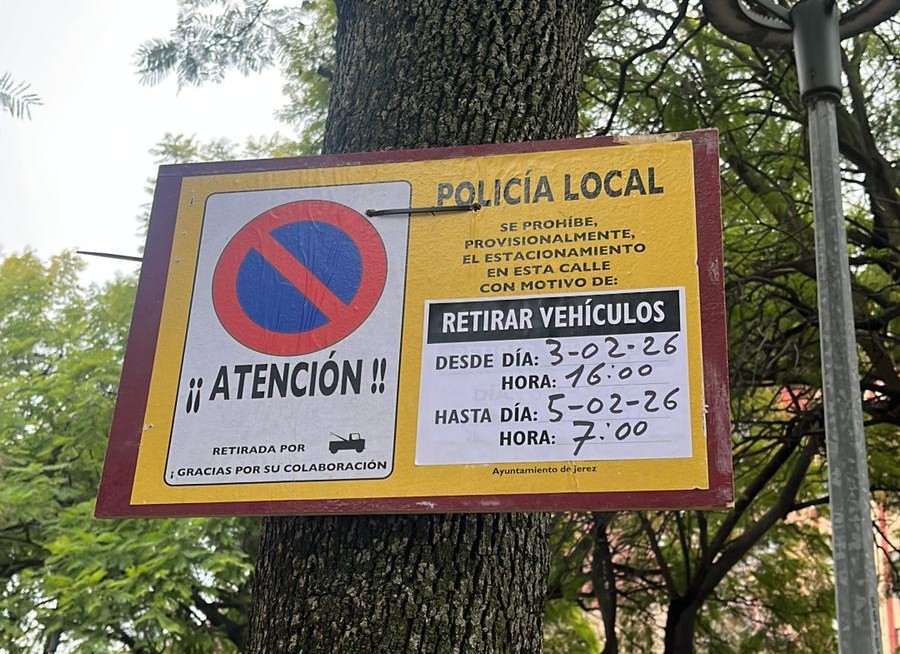 ¡¡ ATENCIÓN !!
RETIRADA POR
¡GRACIAS POR SU COLABORACIÓN
POLICÍA LOCAL
SE PROHÍBE,
PROVISIONALMENTE,
EL ESTACIONAMIENTO
EN ESTA CALLE
CON MOTIVO DE:
RETIRAR VEHÍCULOS
DESDE DÍA: 3-02-26
HORA: 16:00
HASTA DÍA: 5-02-26
HORA: 7:00
Ayuntamiento de Jerez